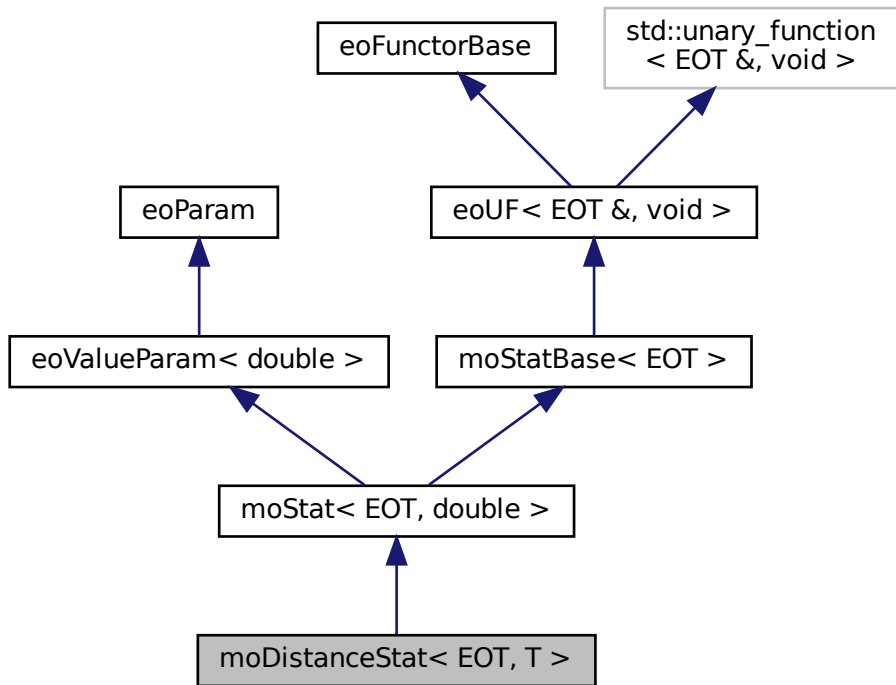 eoFunctorBase
std::unary_function
< EOT &, void >
eoParam
eoUF< EOT &, void >
eoValueParam< double >
moStatBase< EOT >
moStat< EOT, double >
moDistanceStat< EOT, T >